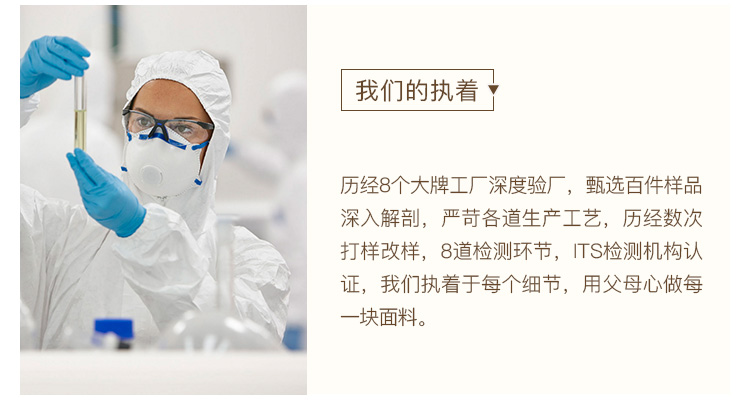 我们的执着
历经8个大牌工厂深度验厂，甄选百件样品
深入解剖，严苛各道生产工艺，历经数次
打样改样，8道检测环节，ITS检测机构认
证，我们执着于每个细节，用父母心做每
一块面料。